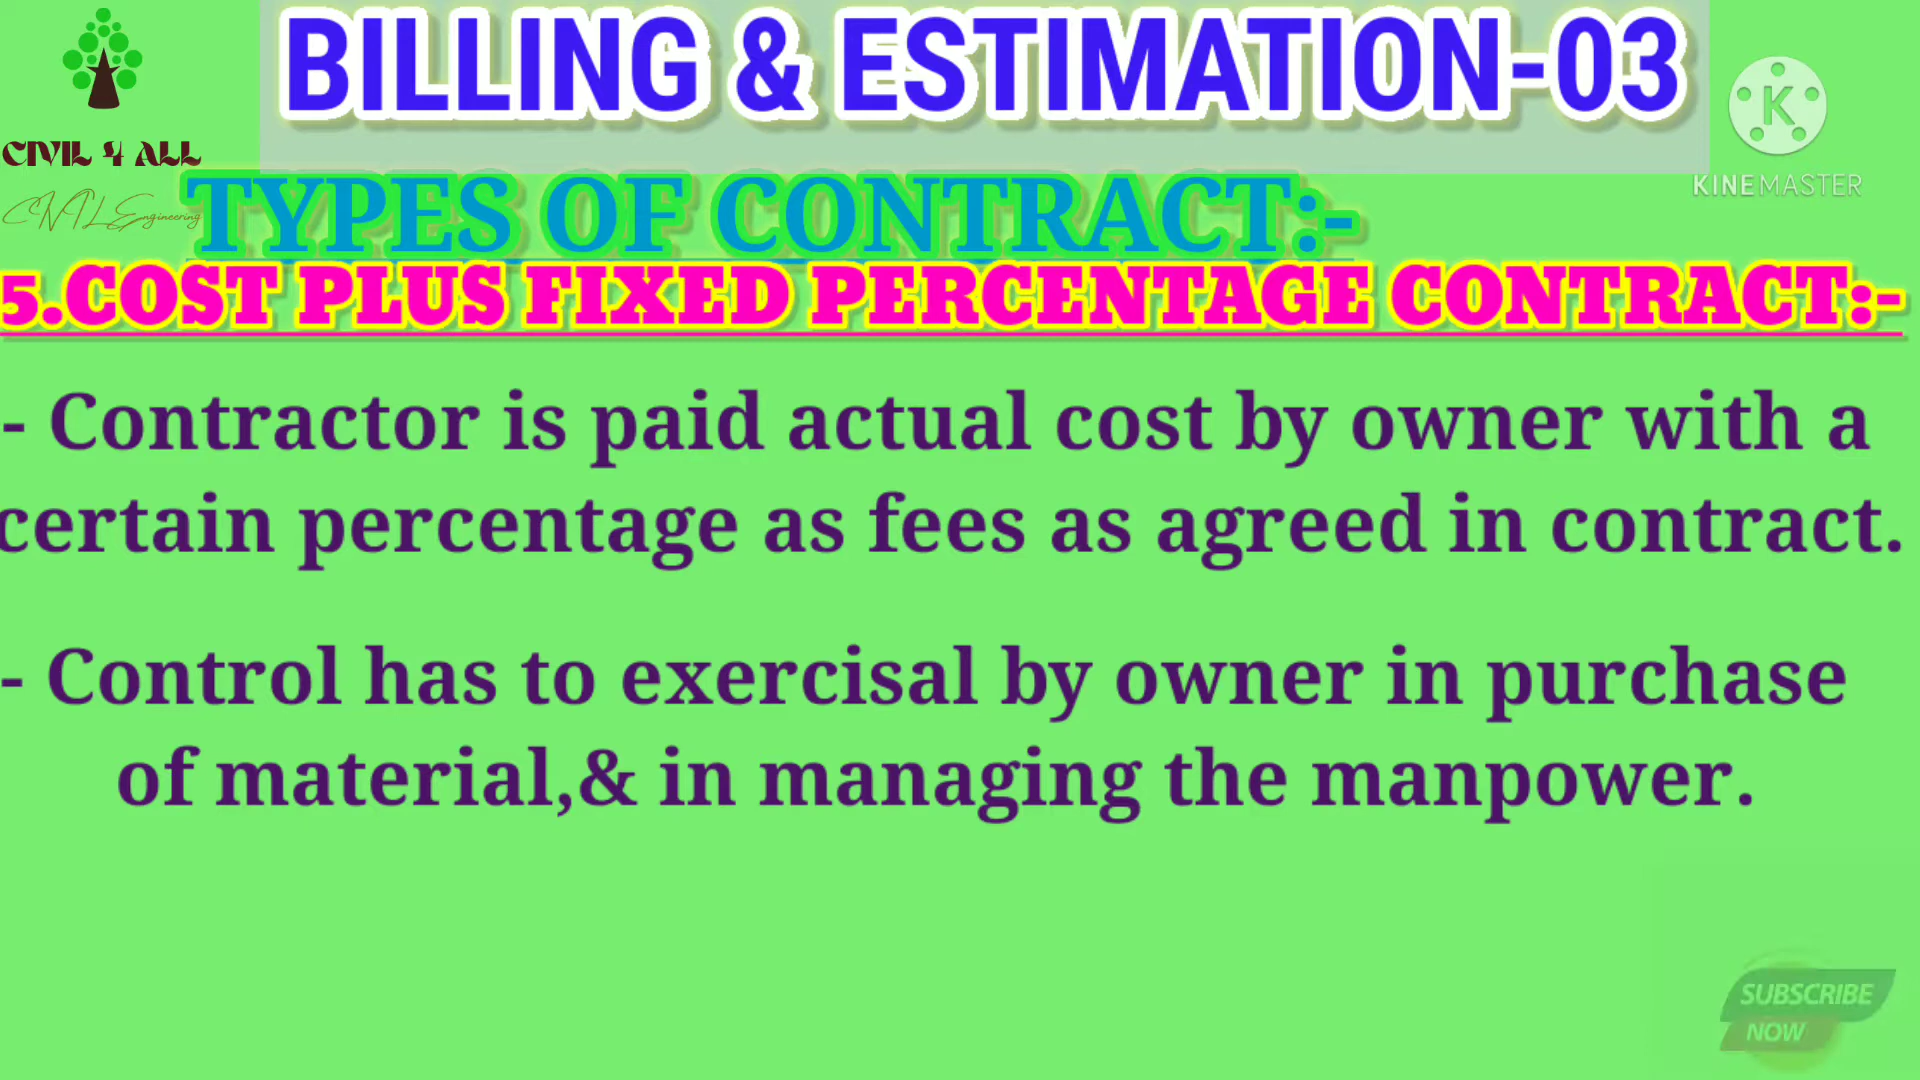 BILLING & ESTIMATION-03
K
CIVIL 4 ALL
KINEMASTER
CIVIL Engineering
TYPES OF CONTRACT:-
5.COST PLUS FIXED PERCENTAGE CONTRACT:-
- Contractor is paid actual cost by owner with a
certain percentage as fees as agreed in contract.
- Control has to exercisal by owner in purchase
of material,& in managing the manpower.
SUBSCRIBE
NOW